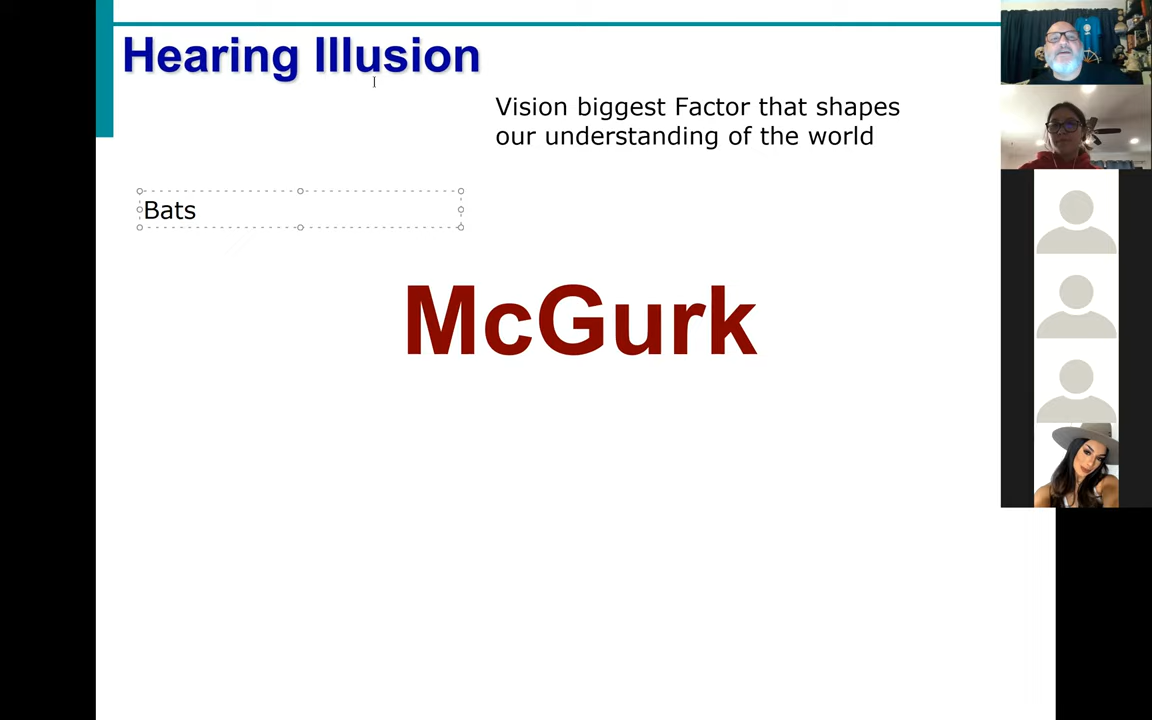 Hearing Illusion
Vision biggest Factor that shapes
our understanding of the world
Bats
McGurk